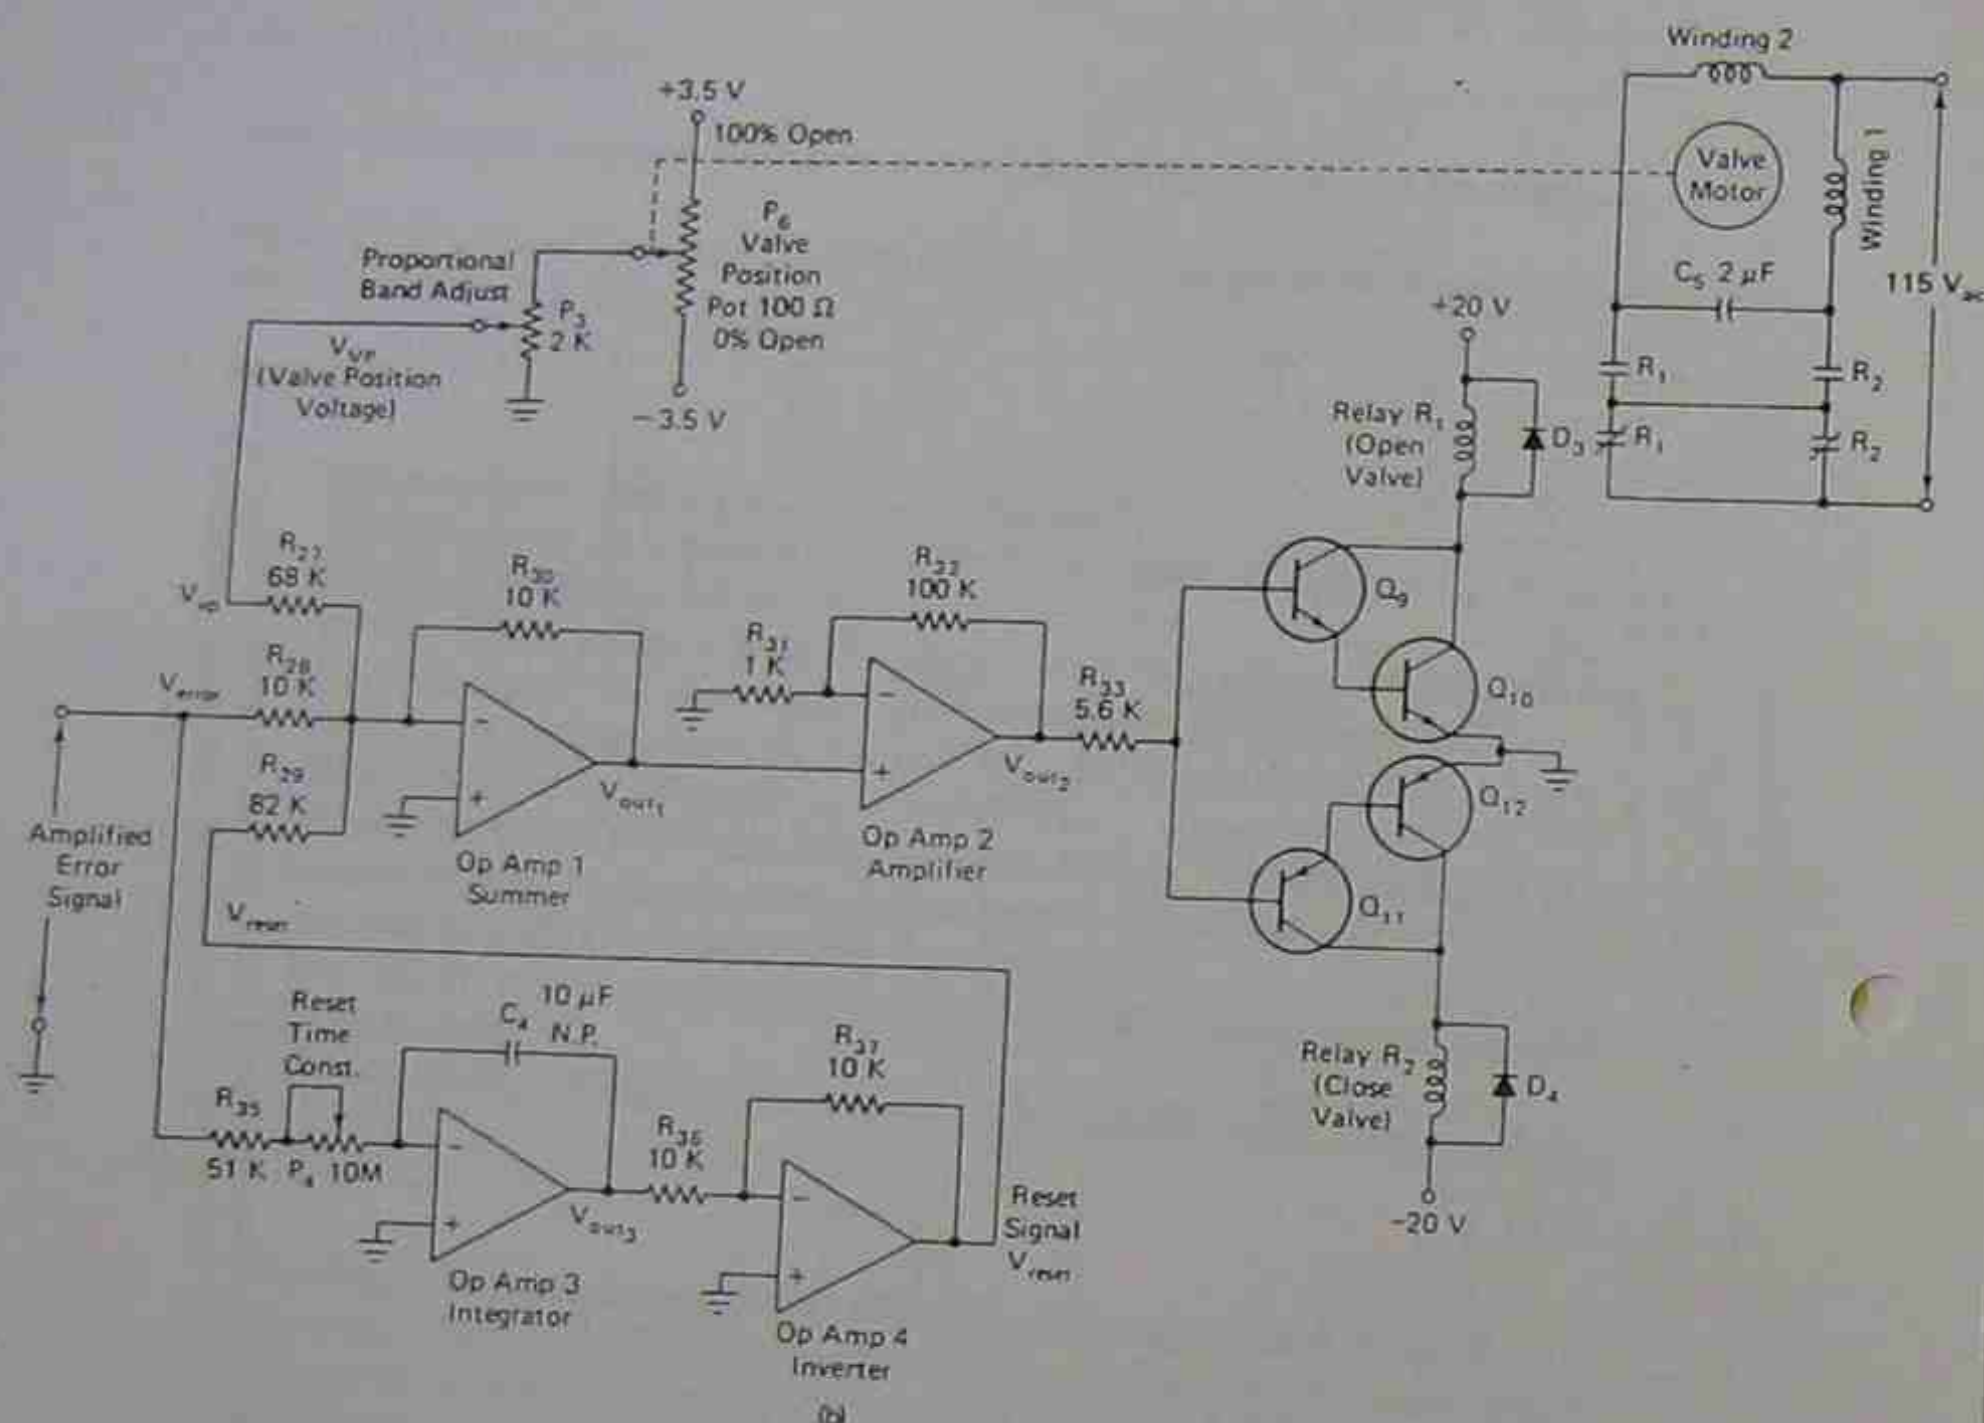 Winding 2
+3.5 V
100% Open
Valve
Motor
Winding 1
P6
Valve
Position
Pot 100 Ω
0% Open
Proportional
Band Adjust
P3
2 K
C5 2 µF
115 Vac
+20 V
VVP
(Valve Position
Voltage)
−3.5 V
R1
R2
Relay R1
(Open
Valve)
D3
R1
R2
R27
68 K
Vvp
R30
10 K
R32
100 K
Q9
R28
10 K
R31
1 K
Verror
R33
5.6 K
Q10
R29
82 K
Vout1
Vout2
Q12
Amplified
Error
Signal
Op Amp 1
Summer
Op Amp 2
Amplifier
Q11
Vreset
Reset
Time
Const.
10 µF
C4 N.P.
R37
10 K
Relay R2
(Close
Valve)
D4
R35
51 K P4 10M
R36
10 K
Vout3
Reset
Signal
Vreset
−20 V
Op Amp 3
Integrator
Op Amp 4
Inverter
(b)